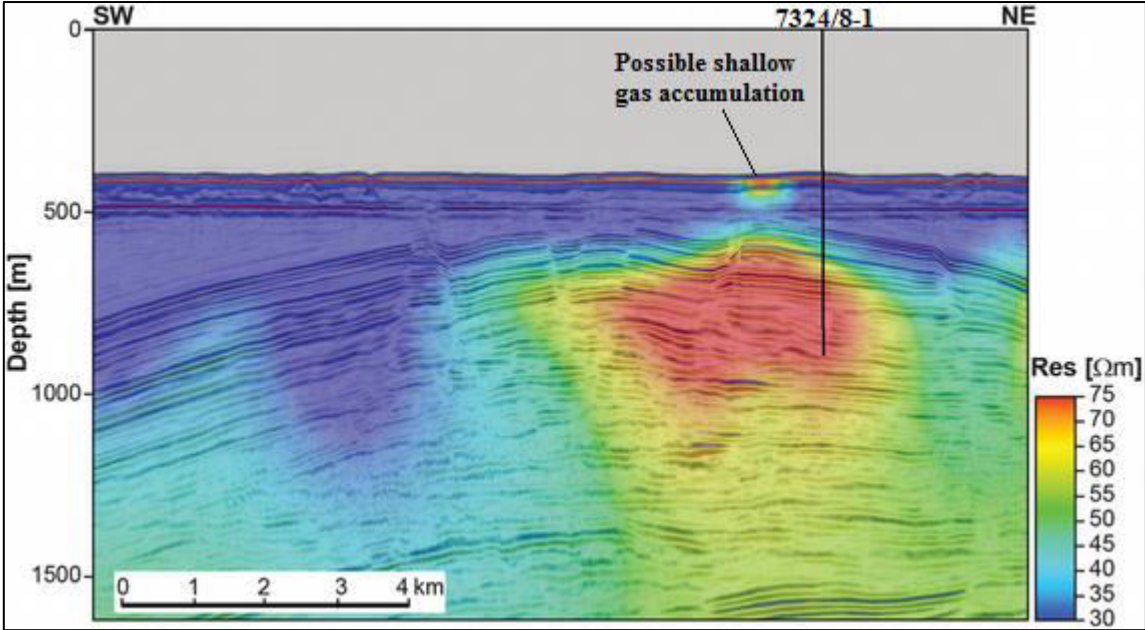 SW
7324/8-1
NE
0
Possible shallow
gas accumulation
500
Depth [m]
1000
1500
0 1 2 3 4 km
Res [Ωm]
75
70
65
60
55
50
45
40
35
30